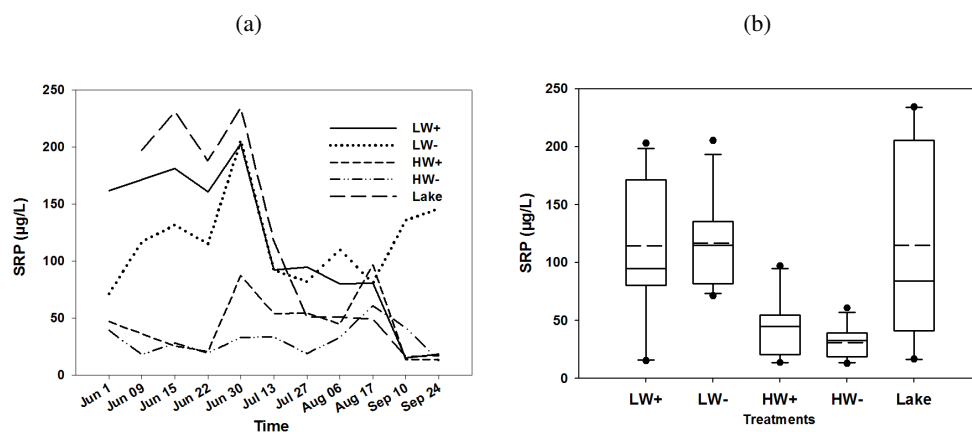 (a)
(b)
SRP (µg/L)
250
200
150
100
50
0
LW+
LW-
HW+
HW-
Lake
Jun 1
Jun 09
Jun 15
Jun 22
Jun 30
Jul 13
Jul 27
Aug 06
Aug 17
Sep 10
Sep 24
Time
SRP (µg/L)
250
200
150
100
50
0
LW+ LW- HW+ HW- Lake
Treatments